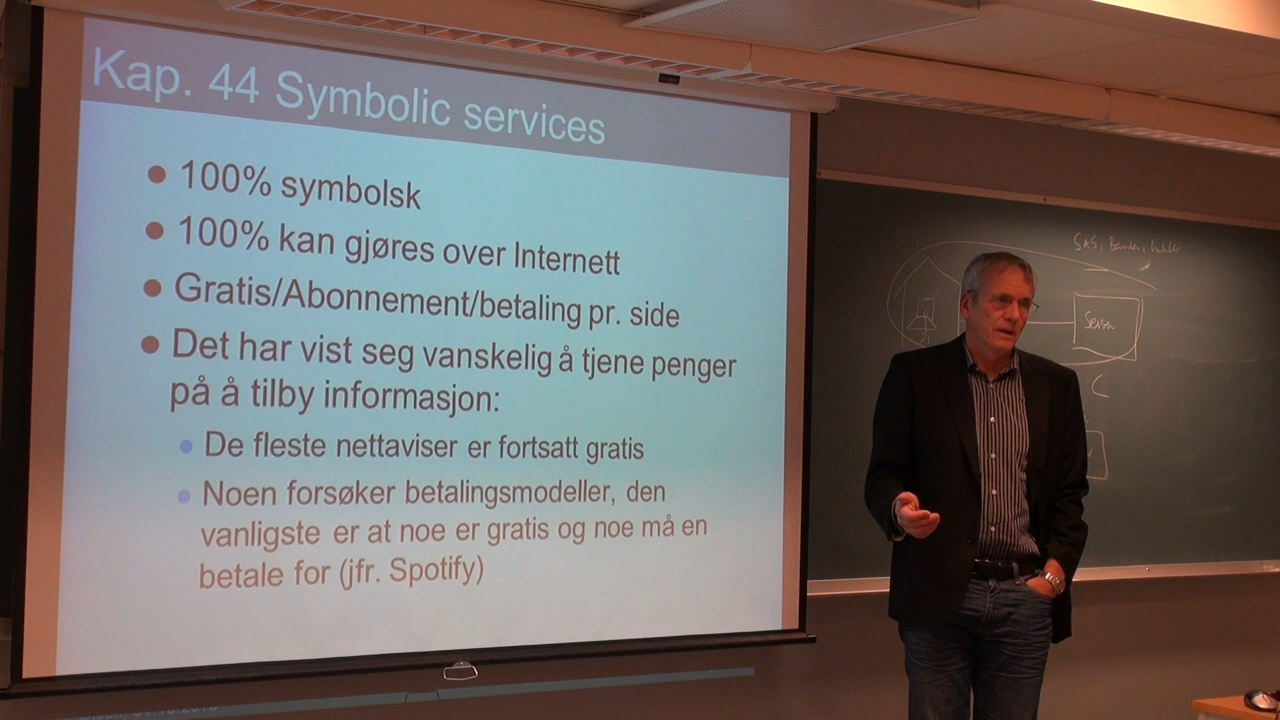 Kap. 44 Symbolic services
100% symbolsk
100% kan gjøres over Internett
Gratis/Abonnement/betaling pr. side
Det har vist seg vanskelig å tjene penger
på å tilby informasjon:
De fleste nettaviser er fortsatt gratis
Noen forsøker betalingsmodeller, den
vanligste er at noe er gratis og noe må en
betale for (jfr. Spotify)
SAS,
Server
C